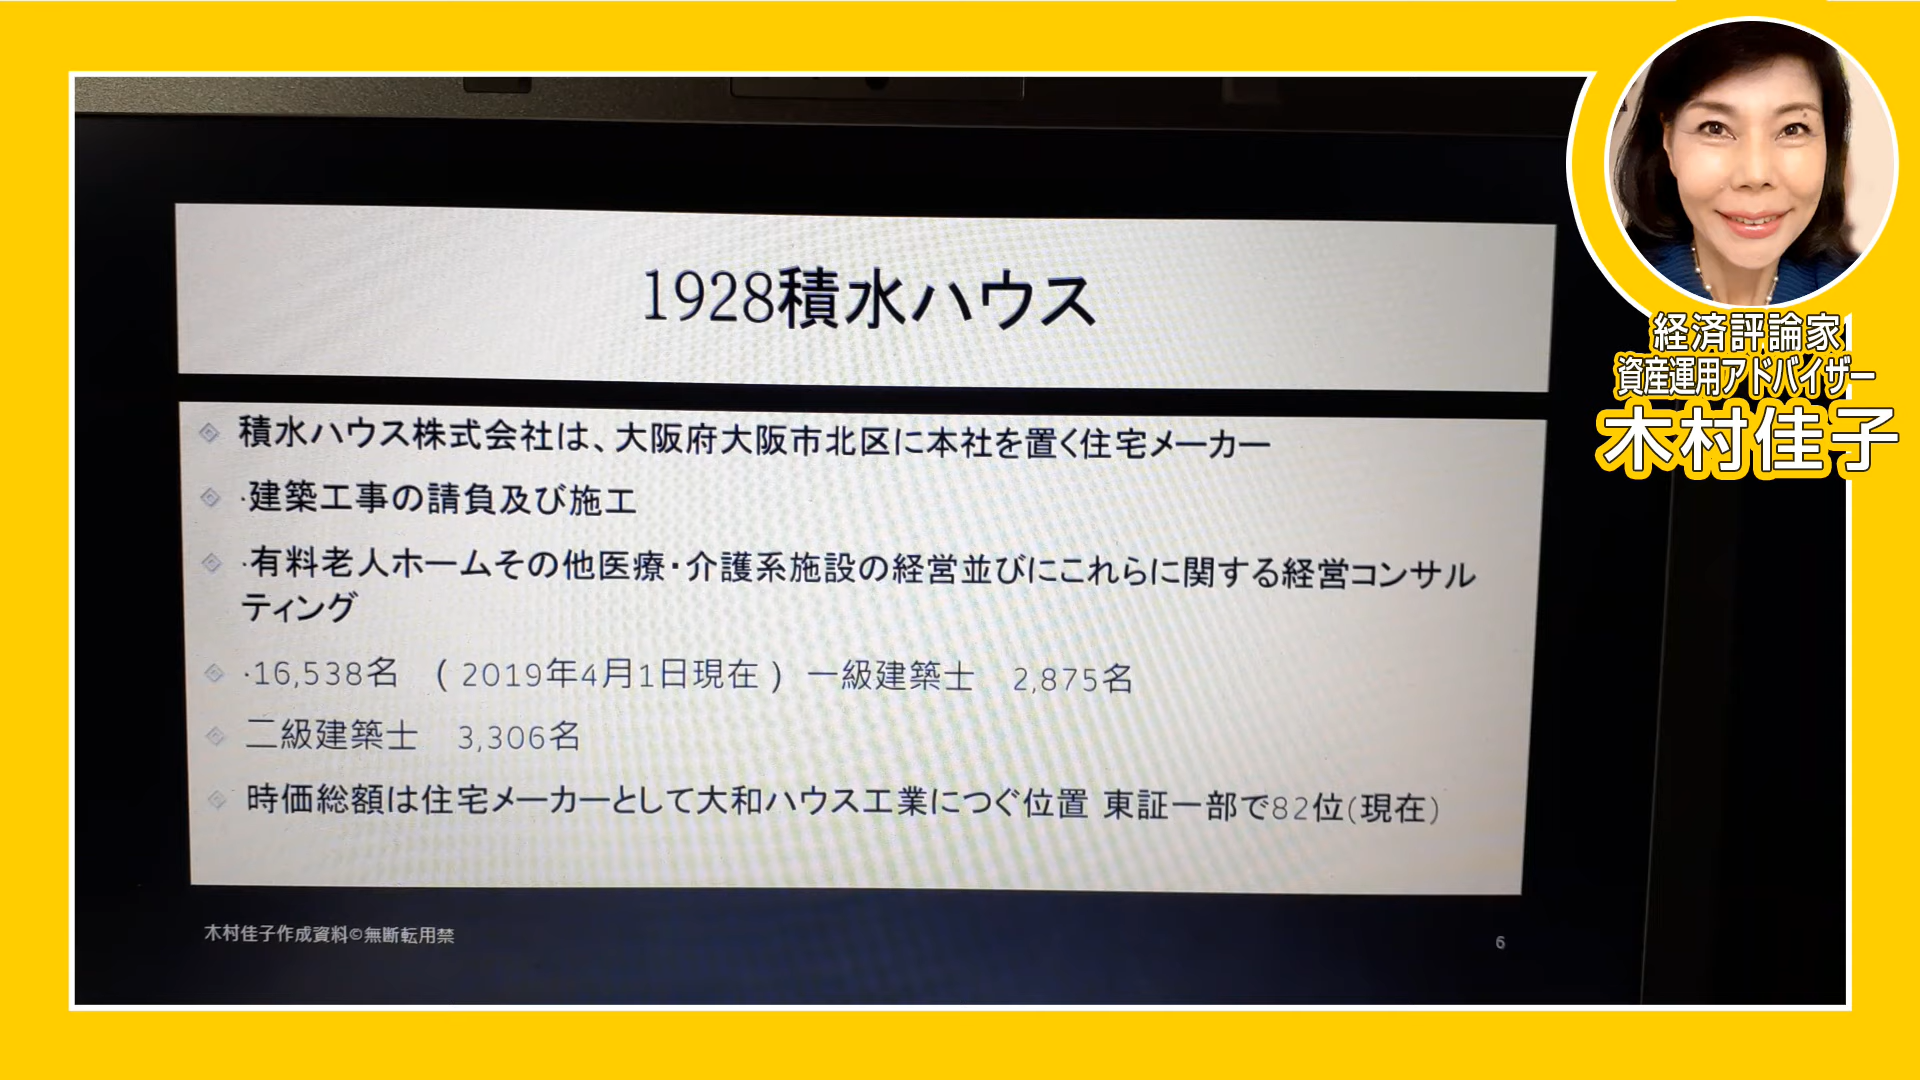 1928積水ハウス
積水ハウス株式会社は、大阪府大阪市北区に本社を置く住宅メーカー
·建築工事の請負及び施工
·有料老人ホームその他医療・介護系施設の経営並びにこれらに関する経営コンサル
ティング
·16,538名 (2019年4月1日現在) 一級建築士 2,875名
二級建築士 3,306名
時価総額は住宅メーカーとして大和ハウス工業につぐ位置 東証一部で82位(現在)
木村佳子作成資料©無断転用禁
6
経済評論家
資産運用アドバイザー
木村佳子